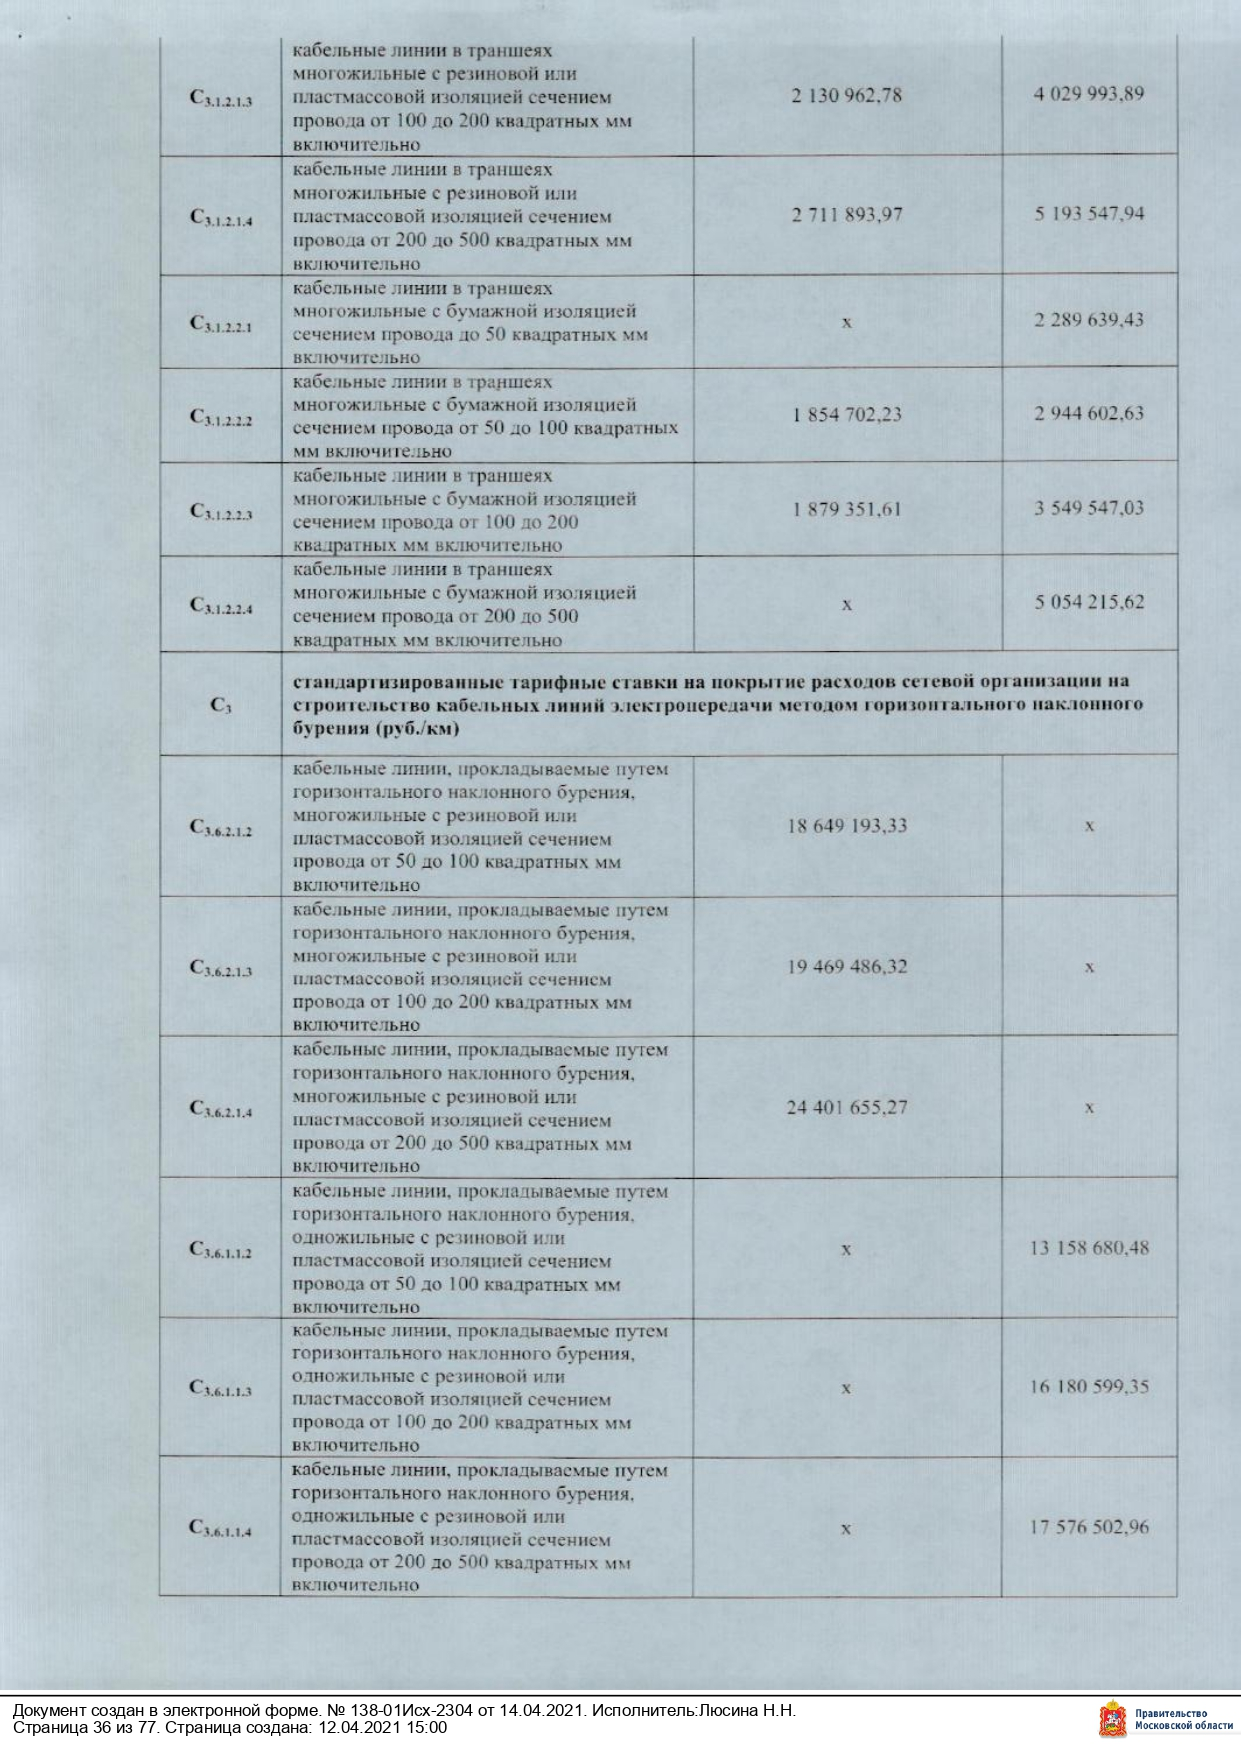 кабельные линии в траншеях
многожильные с резиновой или
С3.1.2.1.3 пластмассовой изоляцией сечением 2 130 962,78 4 029 993,89
провода от 100 до 200 квадратных мм
включительно
кабельные линии в траншеях
многожильные с резиновой или
С3.1.2.1.4 пластмассовой изоляцией сечением 2 711 893,97 5 193 547,94
провода от 200 до 500 квадратных мм
включительно
кабельные линии в траншеях
многожильные с бумажной изоляцией
С3.1.2.2.1 сечением провода до 50 квадратных мм х 2 289 639,43
включительно
кабельные линии в траншеях
многожильные с бумажной изоляцией
С3.1.2.2.2 сечением провода от 50 до 100 квадратных 1 854 702,23 2 944 602,63
мм включительно
кабельные линии в траншеях
многожильные с бумажной изоляцией
С3.1.2.2.3 сечением провода от 100 до 200 1 879 351,61 3 549 547,03
квадратных мм включительно
кабельные линии в траншеях
многожильные с бумажной изоляцией
С3.1.2.2.4 сечением провода от 200 до 500 х 5 054 215,62
квадратных мм включительно
стандартизированные тарифные ставки на покрытие расходов сетевой организации на
С3 строительство кабельных линий электропередачи методом горизонтального наклонного
бурения (руб./км)
кабельные линии, прокладываемые путем
горизонтального наклонного бурения,
многожильные с резиновой или
С3.6.2.1.2 пластмассовой изоляцией сечением 18 649 193,33 х
провода от 50 до 100 квадратных мм
включительно
кабельные линии, прокладываемые путем
горизонтального наклонного бурения,
многожильные с резиновой или
С3.6.2.1.3 пластмассовой изоляцией сечением 19 469 486,32 х
провода от 100 до 200 квадратных мм
включительно
кабельные линии, прокладываемые путем
горизонтального наклонного бурения,
многожильные с резиновой или
С3.6.2.1.4 пластмассовой изоляцией сечением 24 401 655,27 х
провода от 200 до 500 квадратных мм
включительно
кабельные линии, прокладываемые путем
горизонтального наклонного бурения,
одножильные с резиновой или
С3.6.1.1.2 пластмассовой изоляцией сечением х 13 158 680,48
провода от 50 до 100 квадратных мм
включительно
кабельные линии, прокладываемые путем
горизонтального наклонного бурения,
одножильные с резиновой или
С3.6.1.1.3 пластмассовой изоляцией сечением х 16 180 599,35
провода от 100 до 200 квадратных мм
включительно
кабельные линии, прокладываемые путем
горизонтального наклонного бурения,
одножильные с резиновой или
С3.6.1.1.4 пластмассовой изоляцией сечением х 17 576 502,96
провода от 200 до 500 квадратных мм
включительно
Документ создан в электронной форме. № 138-01Исх-2304 от 14.04.2021. Исполнитель:Люсина Н.Н.
Страница 36 из 77. Страница создана: 12.04.2021 15:00
Правительство
Московской области